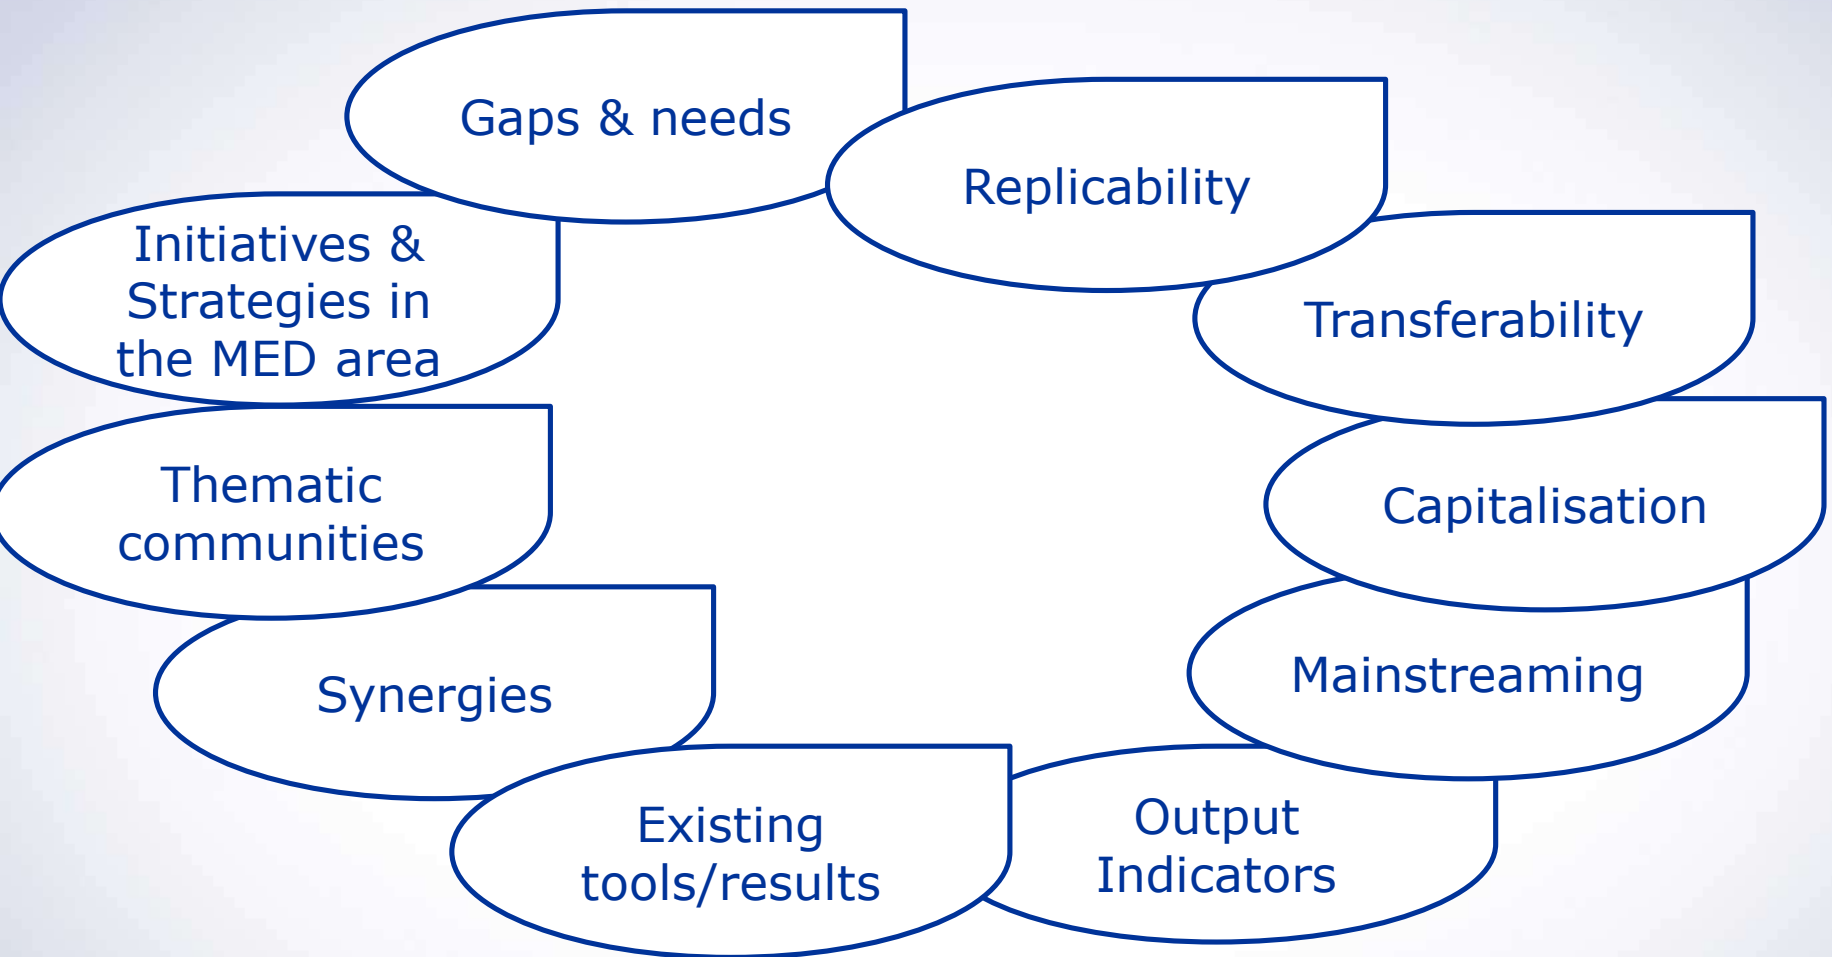 Gaps & needs
Replicability
Initiatives &
Strategies in
the MED area
Transferability
Thematic
communities
Capitalisation
Synergies
Mainstreaming
Existing
tools/results
Output
Indicators